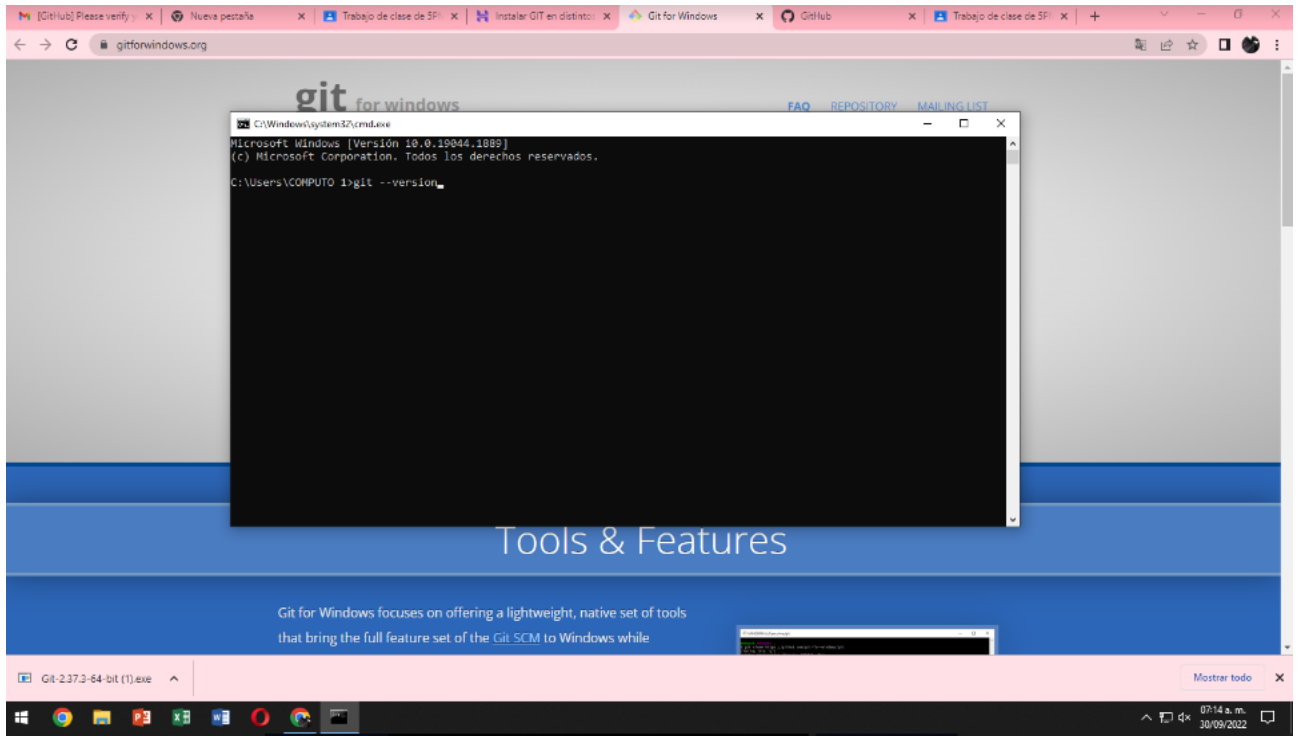 [GitHub] Please verify y
Nueva pestaña
Trabajo de clase de 5P
Instalar GIT en distinto
Git for Windows
GitHub
Trabajo de clase de 5P
gitforwindows.org
git for windows
FAQ REPOSITORY MAILING LIST
C:\Windows\system32\cmd.exe
Microsoft Windows [Versión 10.0.19044.1889]
(c) Microsoft Corporation. Todos los derechos reservados.
C:\Users\COMPUTO 1>git --version
Tools & Features
Git for Windows focuses on offering a lightweight, native set of tools
that bring the full feature set of the Git SCM to Windows while
Git-2.37.3-64-bit (1).exe
Mostrar todo
07:14 a. m.
30/09/2022